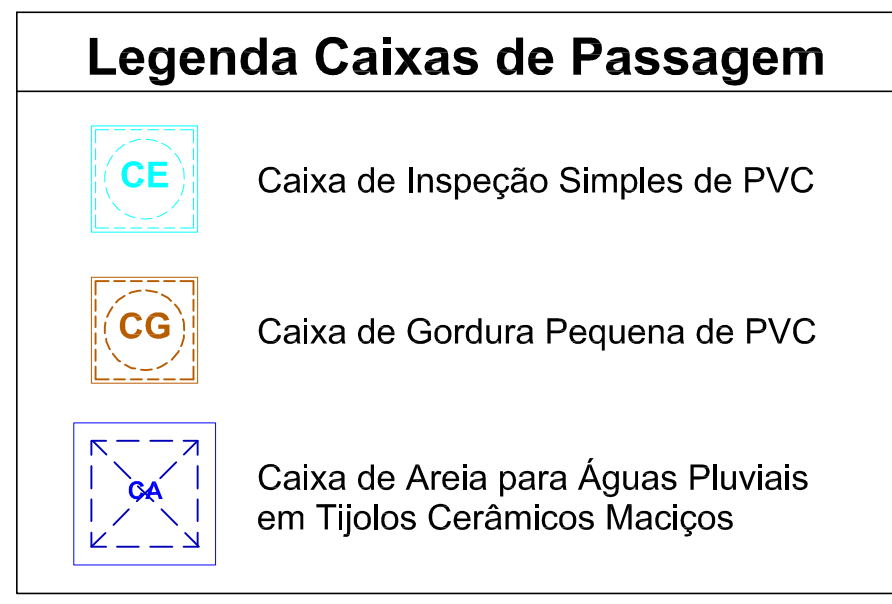 Legenda Caixas de Passagem
CE
Caixa de Inspeção Simples de PVC
CG
Caixa de Gordura Pequena de PVC
CA
Caixa de Areia para Águas Pluviais
em Tijolos Cerâmicos Maciços